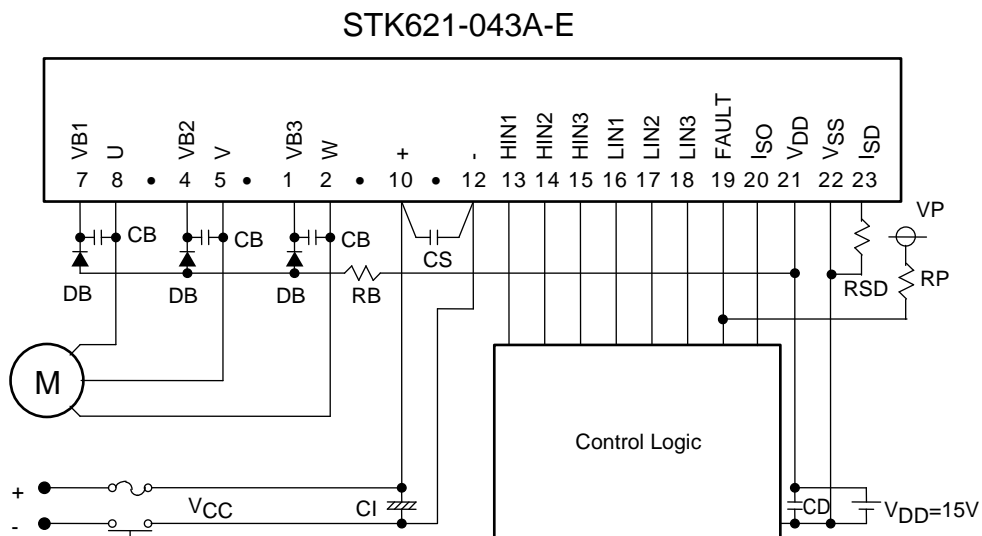 STK621-043A-E
VB1 U VB2 V VB3 W + - HIN1 HIN2 HIN3 LIN1 LIN2 LIN3 FAULT ISO VDD VSS ISD
7 8 • 4 5 • 1 2 • 10 • 12 13 14 15 16 17 18 19 20 21 22 23
VP
CB CB CB
CS
DB DB DB RB
RSD RP
M
Control Logic
+
VCC CI
CD VDD=15V
-